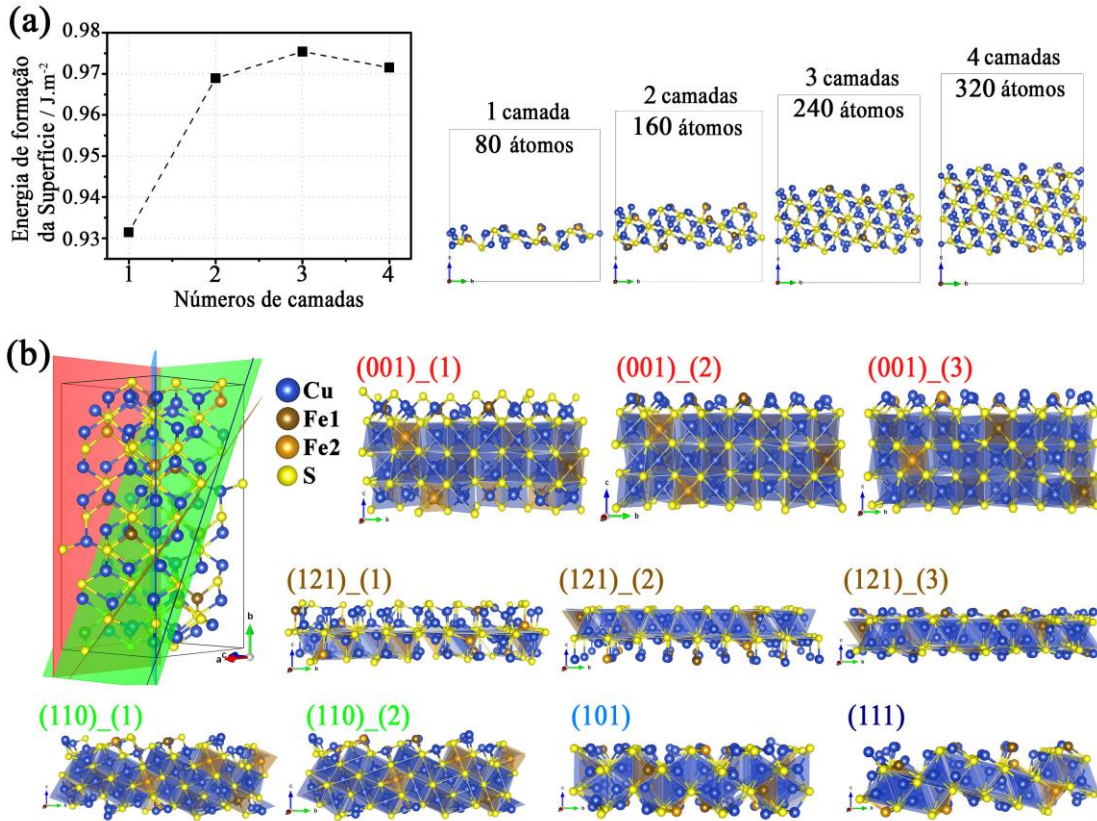 (a)
Energia de formação
da Superfície / J.m⁻²
0.98
0.97
0.96
0.95
0.94
0.93
1
2
3
4
Números de camadas
1 camada
80 átomos
2 camadas
160 átomos
3 camadas
240 átomos
4 camadas
320 átomos
(b)
Cu
Fe1
Fe2
S
(001)_(1)
(001)_(2)
(001)_(3)
(121)_(1)
(121)_(2)
(121)_(3)
(110)_(1)
(110)_(2)
(101)
(111)
b
c
a